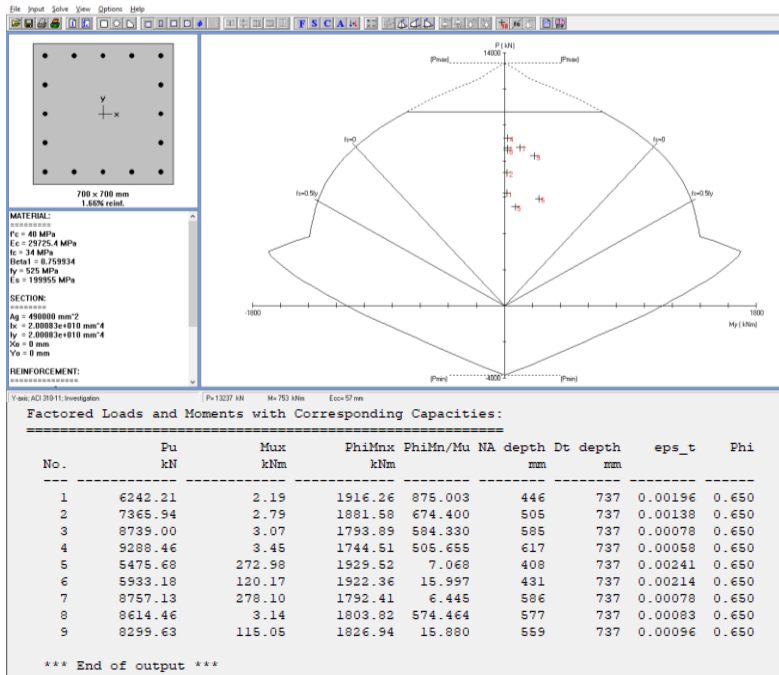 File Input Solve View Options Help
F S C A
y
x
700 x 700 mm
1.66% reinf.
MATERIAL:
=========
f'c = 40 MPa
Ec = 29725.4 MPa
fc = 34 MPa
Beta1 = 0.759934
fy = 525 MPa
Es = 199955 MPa
SECTION:
========
Ag = 490000 mm^2
Ix = 2.00083e+010 mm^4
Iy = 2.00083e+010 mm^4
Xo = 0 mm
Yo = 0 mm
REINFORCEMENT:
==============
P ( kN)
14000
(Pmax) (Pmax)
fs=0 fs=0
fs=0.5fy fs=0.5fy
4
7
9
2
1
5
-1800 1800
My ( kNm)
(Pmin) -4000 (Pmin)
Y-axis; ACI 318-11; Investigation P= 13237 kN M= 753 kNm Ecc= 57 mm
Factored Loads and Moments with Corresponding Capacities:
=========================================================
Pu Mux PhiMnx PhiMn/Mu NA depth Dt depth eps_t Phi
No. kN kNm kNm mm mm
1 6242.21 2.19 1916.26 875.003 446 737 0.00196 0.650
2 7365.94 2.79 1881.58 674.400 505 737 0.00138 0.650
3 8739.00 3.07 1793.89 584.330 585 737 0.00078 0.650
4 9288.46 3.45 1744.51 505.655 617 737 0.00058 0.650
5 5475.68 272.98 1929.52 7.068 408 737 0.00241 0.650
6 5933.18 120.17 1922.36 15.997 431 737 0.00214 0.650
7 8757.13 278.10 1792.41 6.445 586 737 0.00078 0.650
8 8614.46 3.14 1803.82 574.464 577 737 0.00083 0.650
9 8299.63 115.05 1826.94 15.880 559 737 0.00096 0.650
*** End of output ***